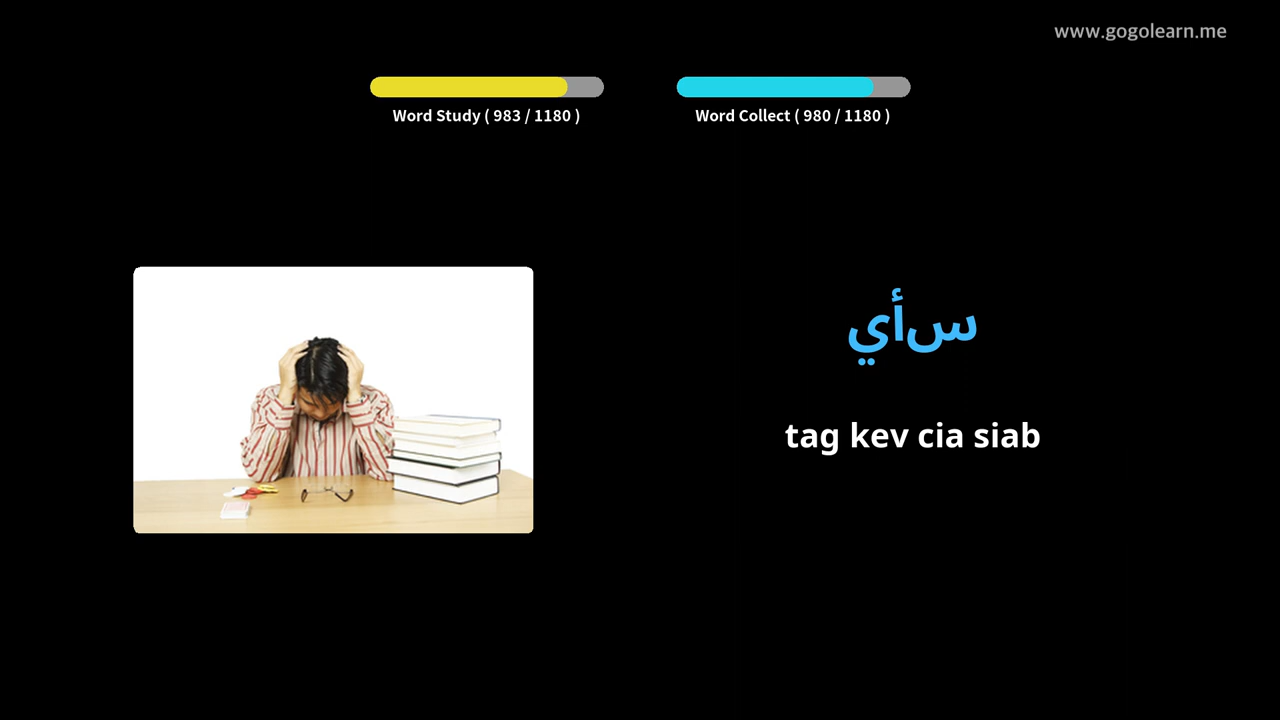 www.gogolearn.me
Word Study ( 983 / 1180 )
Word Collect ( 980 / 1180 )
سأي
tag kev cia siab